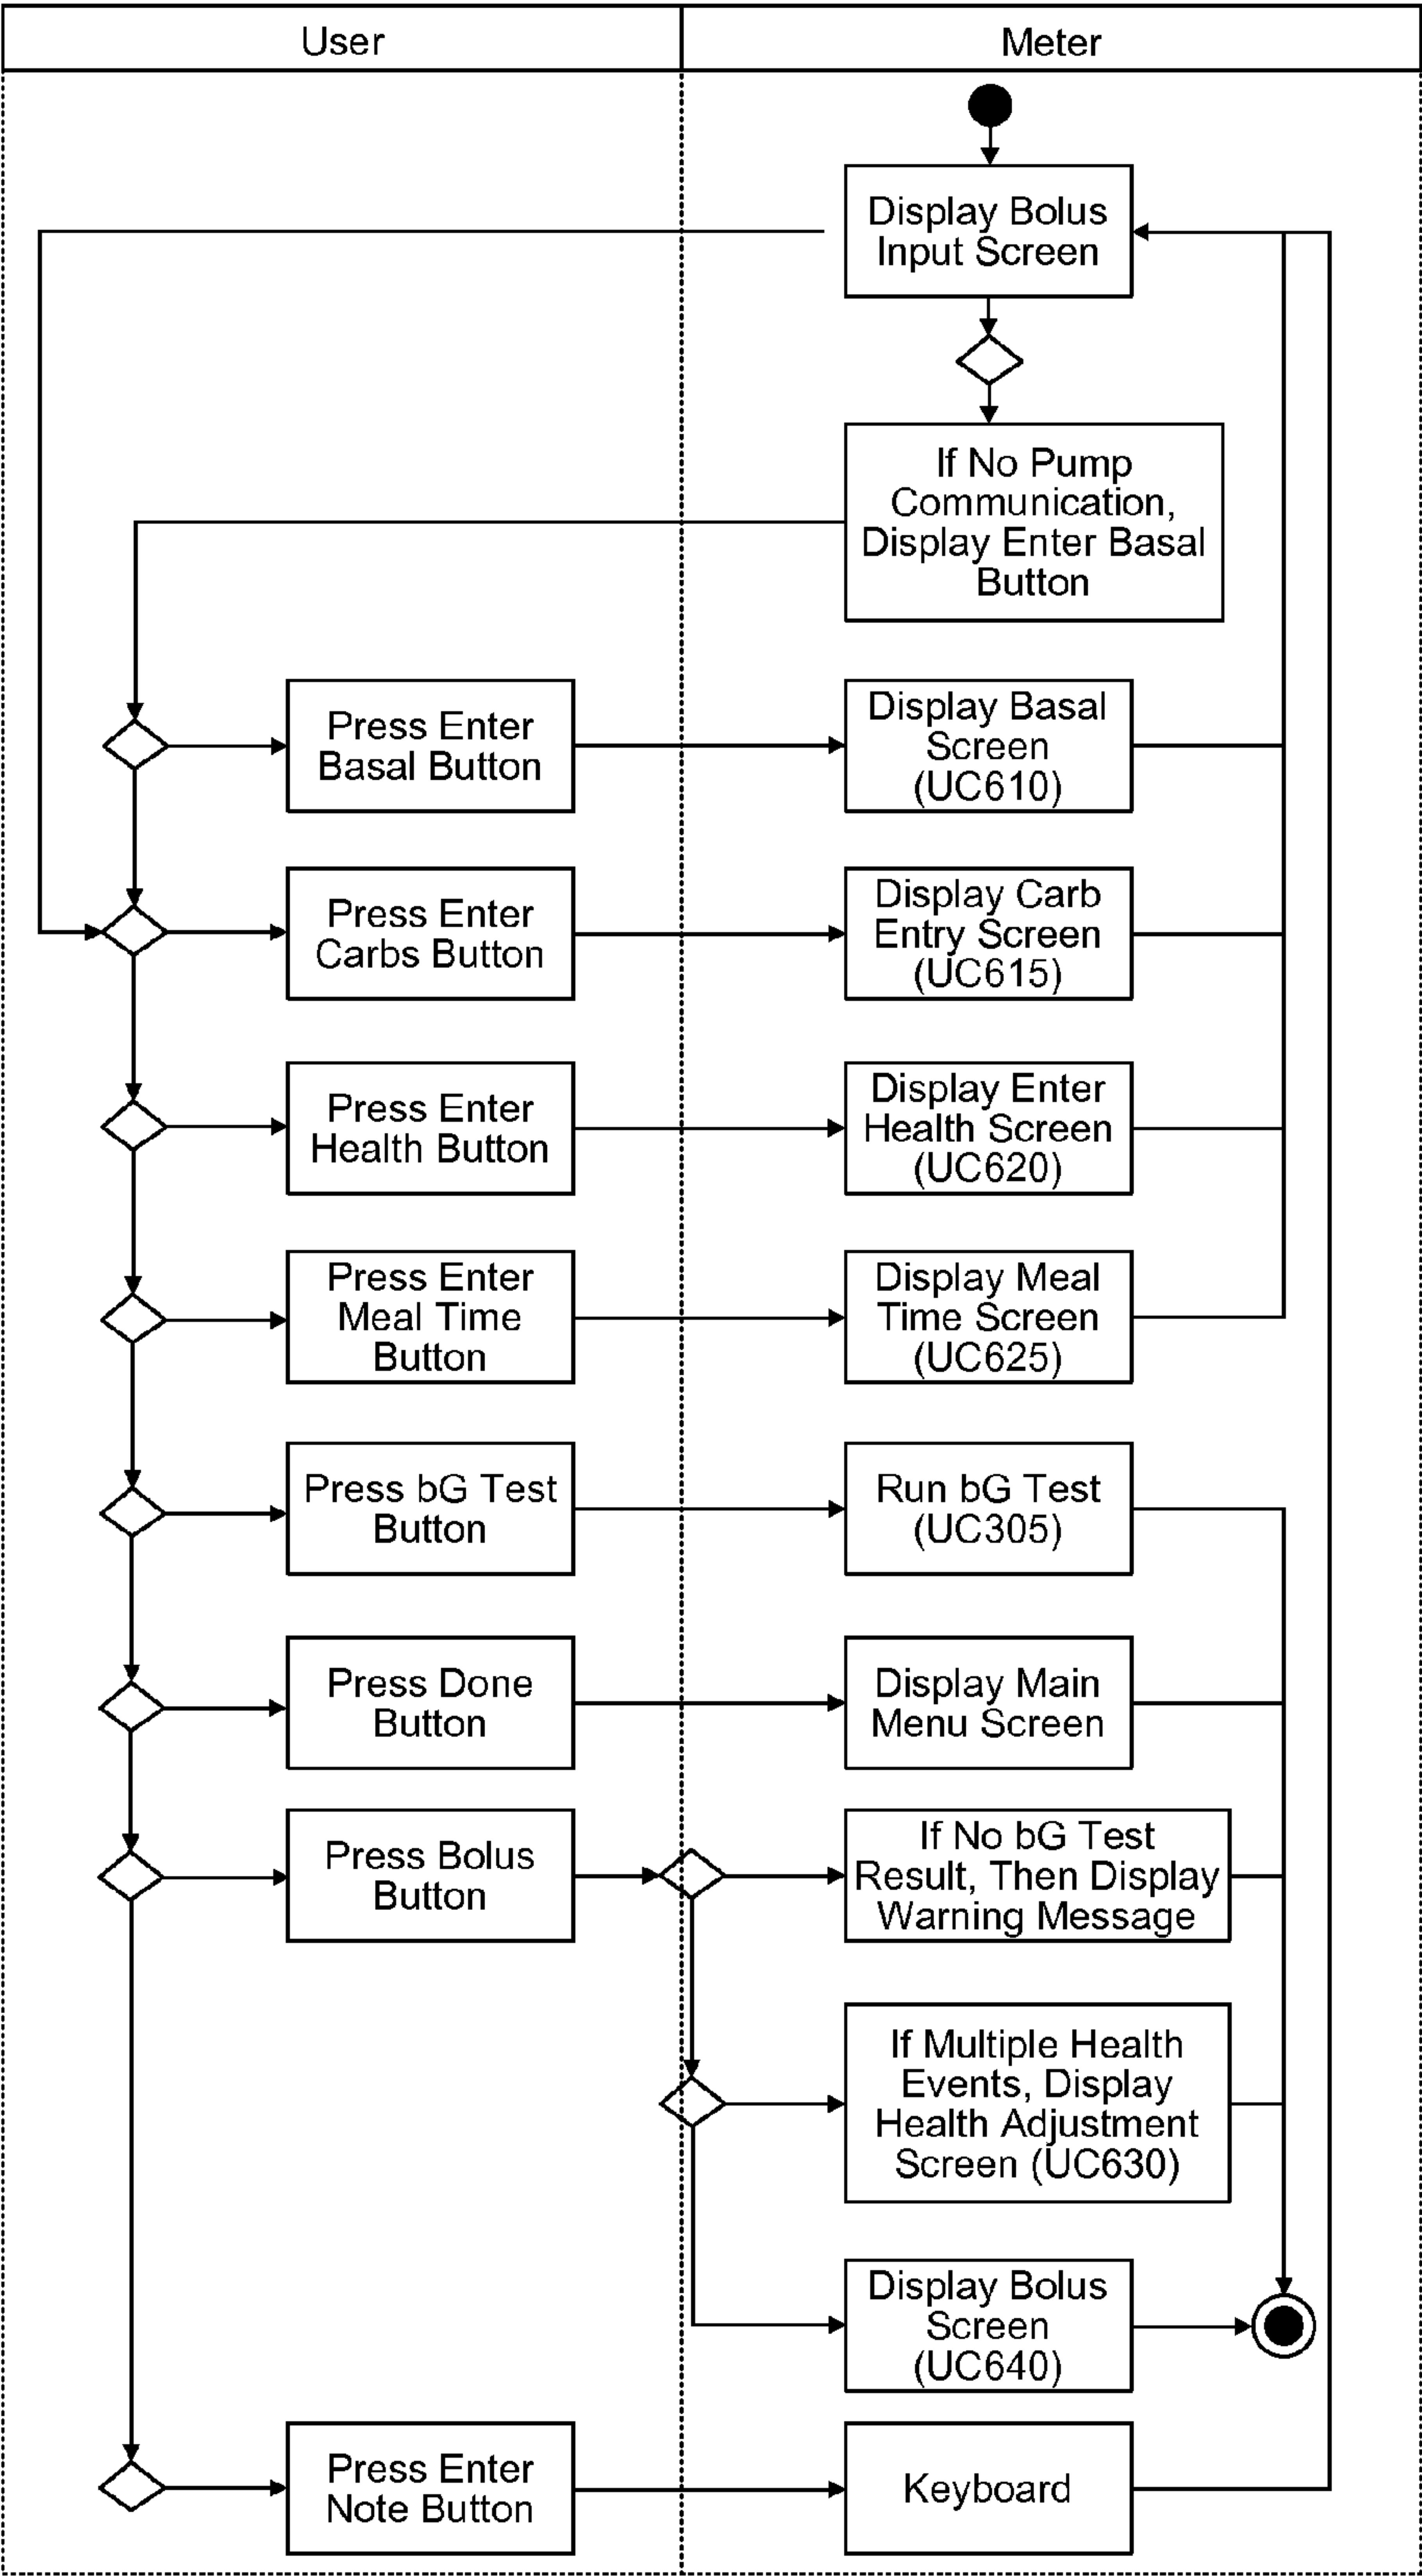 User
Meter
Display Bolus
Input Screen
If No Pump
Communication,
Display Enter Basal
Button
Press Enter
Basal Button
Display Basal
Screen
(UC610)
Press Enter
Carbs Button
Display Carb
Entry Screen
(UC615)
Press Enter
Health Button
Display Enter
Health Screen
(UC620)
Press Enter
Meal Time
Button
Display Meal
Time Screen
(UC625)
Press bG Test
Button
Run bG Test
(UC305)
Press Done
Button
Display Main
Menu Screen
Press Bolus
Button
If No bG Test
Result, Then Display
Warning Message
If Multiple Health
Events, Display
Health Adjustment
Screen (UC630)
Display Bolus
Screen
(UC640)
Press Enter
Note Button
Keyboard